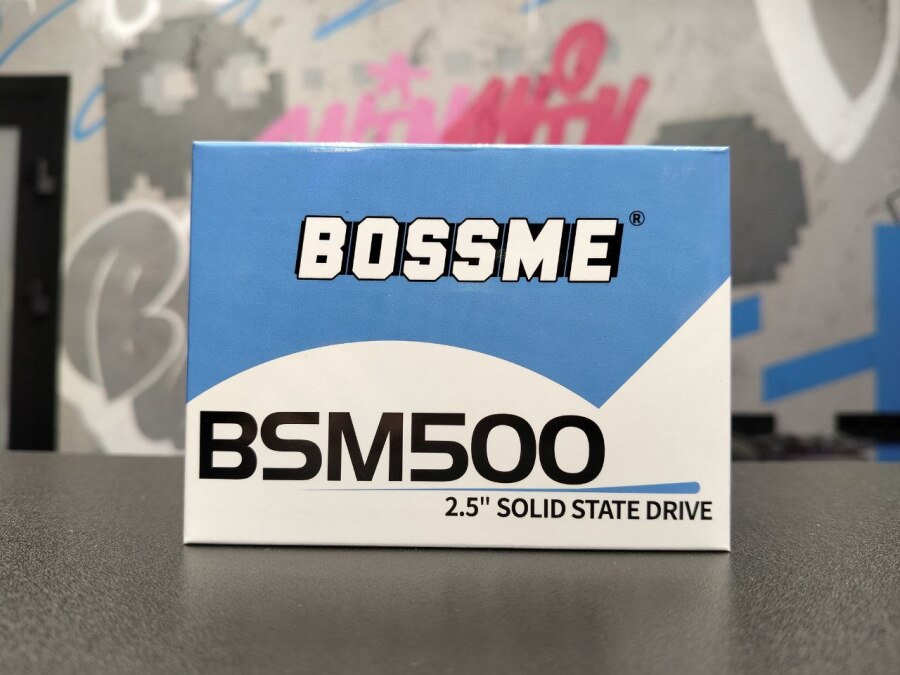 BOSSME®
BSM500
2.5" SOLID STATE DRIVE